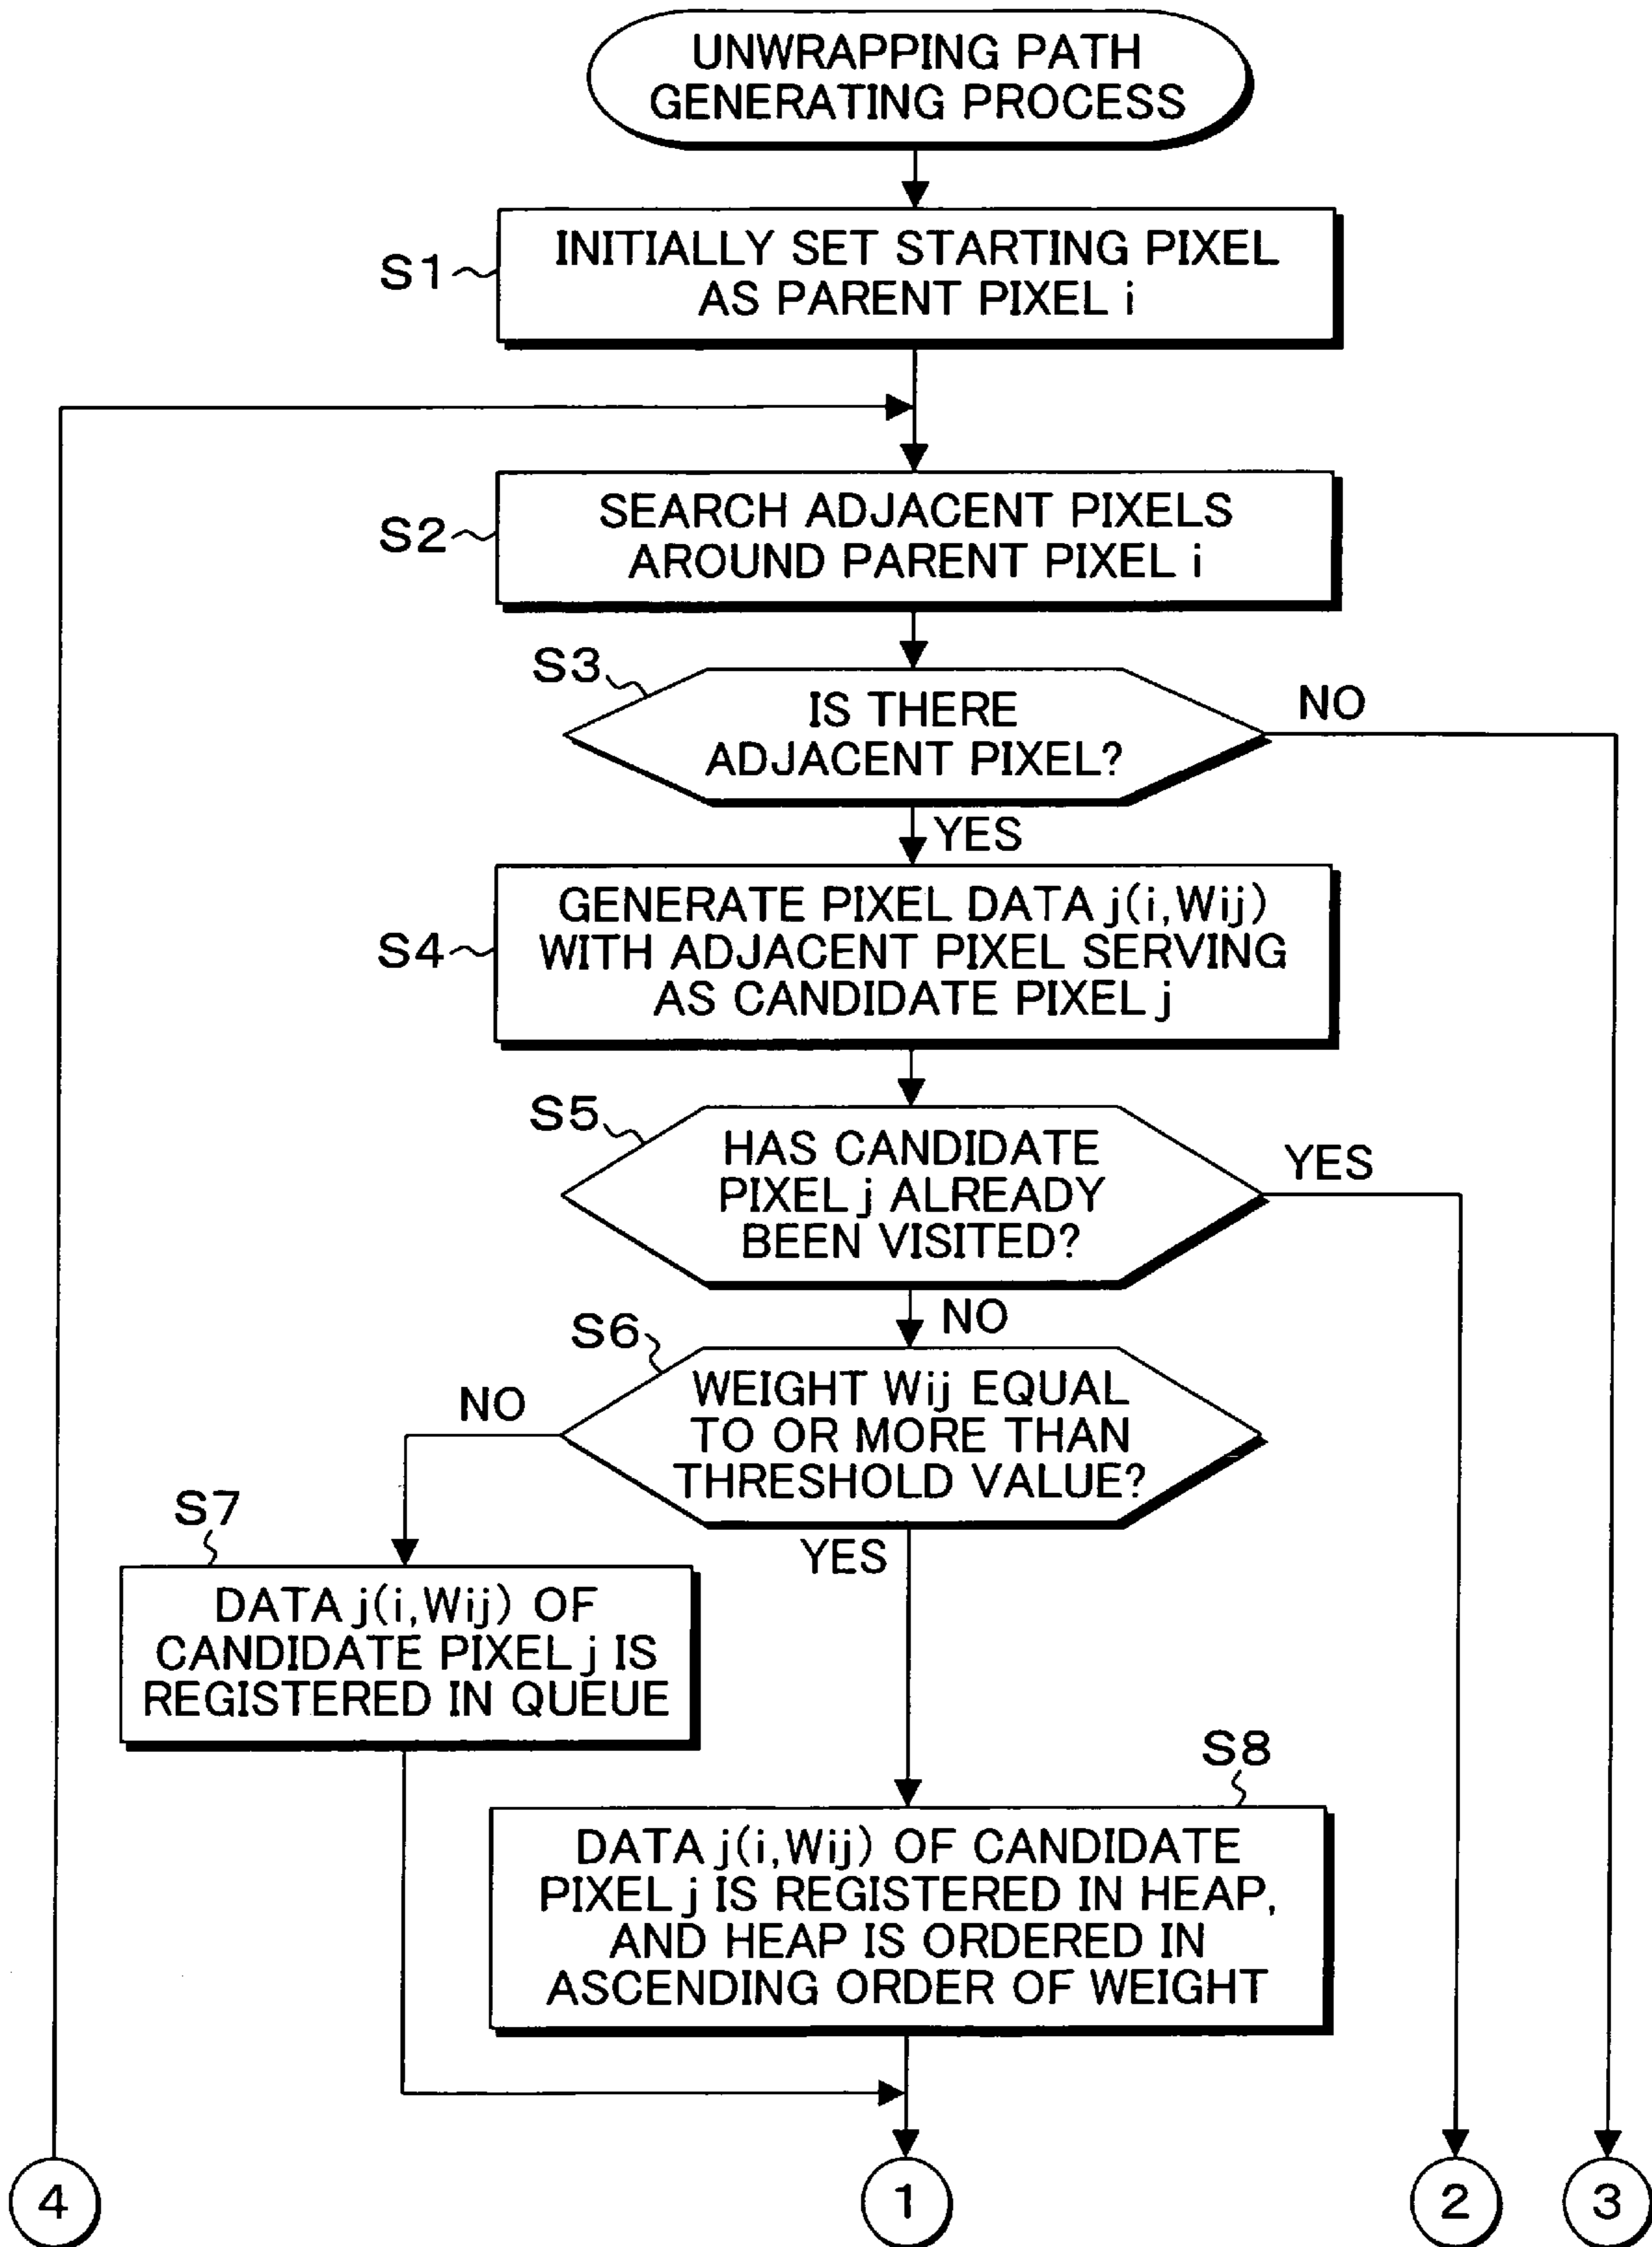 UNWRAPPING PATH
GENERATING PROCESS
S1
INITIALLY SET STARTING PIXEL
AS PARENT PIXEL i
S2
SEARCH ADJACENT PIXELS
AROUND PARENT PIXEL i
S3
IS THERE
ADJACENT PIXEL?
NO
YES
S4
GENERATE PIXEL DATA j(i,Wij)
WITH ADJACENT PIXEL SERVING
AS CANDIDATE PIXEL j
S5
HAS CANDIDATE
PIXEL j ALREADY
BEEN VISITED?
YES
NO
S6
WEIGHT Wij EQUAL
TO OR MORE THAN
THRESHOLD VALUE?
NO
YES
S7
DATA j(i,Wij) OF
CANDIDATE PIXEL j IS
REGISTERED IN QUEUE
S8
DATA j(i,Wij) OF CANDIDATE
PIXEL j IS REGISTERED IN HEAP,
AND HEAP IS ORDERED IN
ASCENDING ORDER OF WEIGHT
4
1
2
3